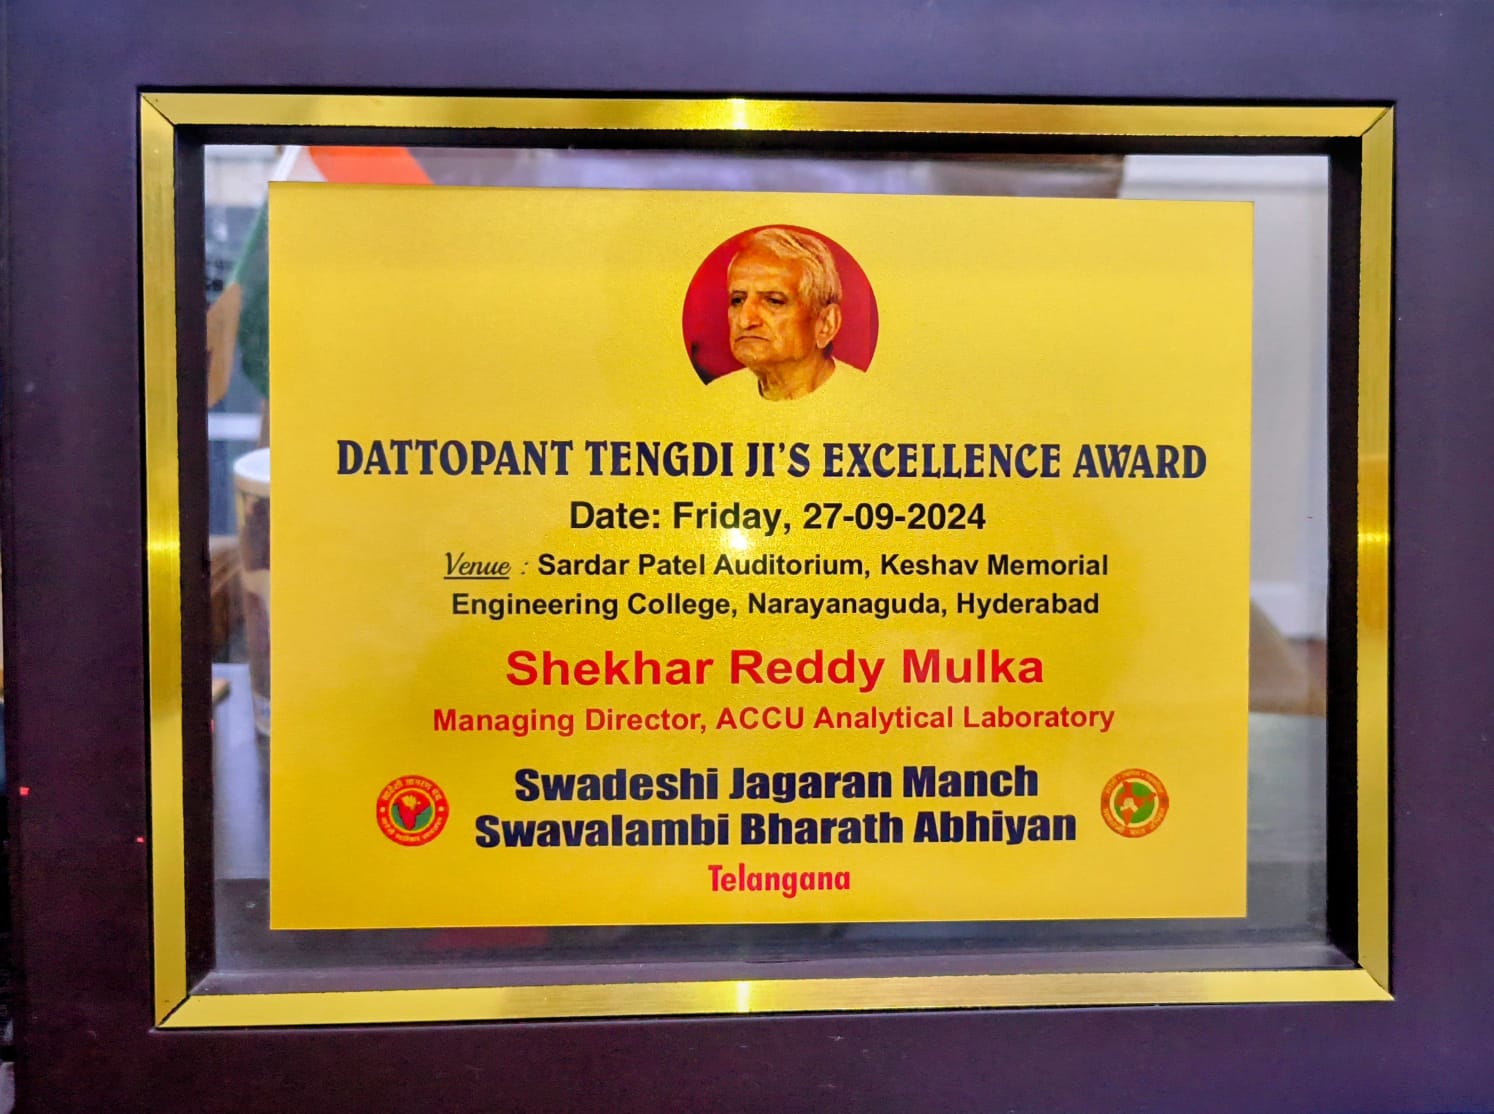 DATTOPANT TENGDI JI'S EXCELLENCE AWARD
Date: Friday, 27-09-2024
Venue : Sardar Patel Auditorium, Keshav Memorial
Engineering College, Narayanaguda, Hyderabad
Shekhar Reddy Mulka
Managing Director, ACCU Analytical Laboratory
Swadeshi Jagaran Manch
Swavalambi Bharath Abhiyan
Telangana